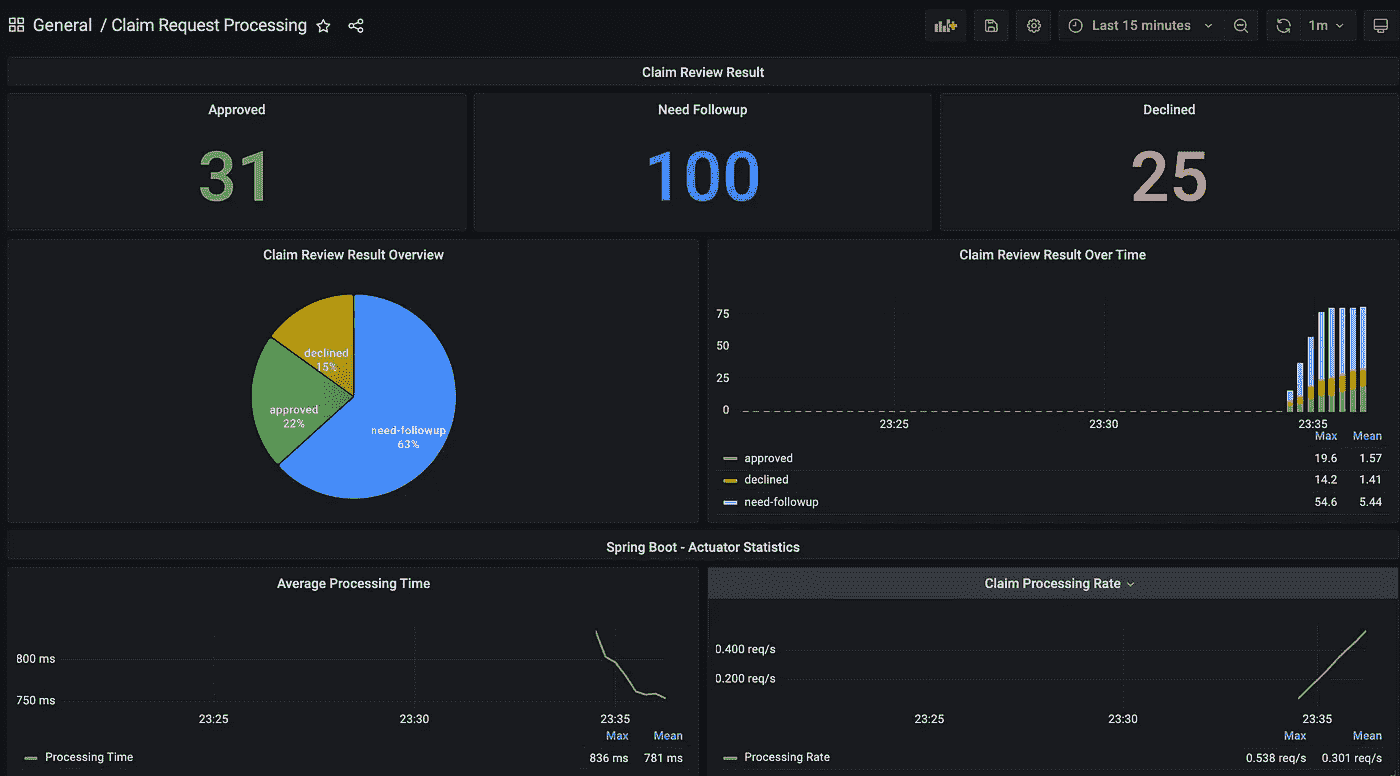 General / Claim Request Processing
Last 15 minutes
1m
Claim Review Result
Approved
Need Followup
Declined
31
100
25
Claim Review Result Overview
declined
15%
approved
22%
need-followup
63%
Claim Review Result Over Time
75
50
25
0
23:25 23:30 23:35
Max Mean
approved 19.6 1.57
declined 14.2 1.41
need-followup 54.6 5.44
Spring Boot - Actuator Statistics
Average Processing Time
800 ms
750 ms
23:25 23:30 23:35
Max Mean
Processing Time 836 ms 781 ms
Claim Processing Rate
0.400 req/s
0.200 req/s
23:25 23:30 23:35
Max Mean
Processing Rate 0.538 req/s 0.301 req/s